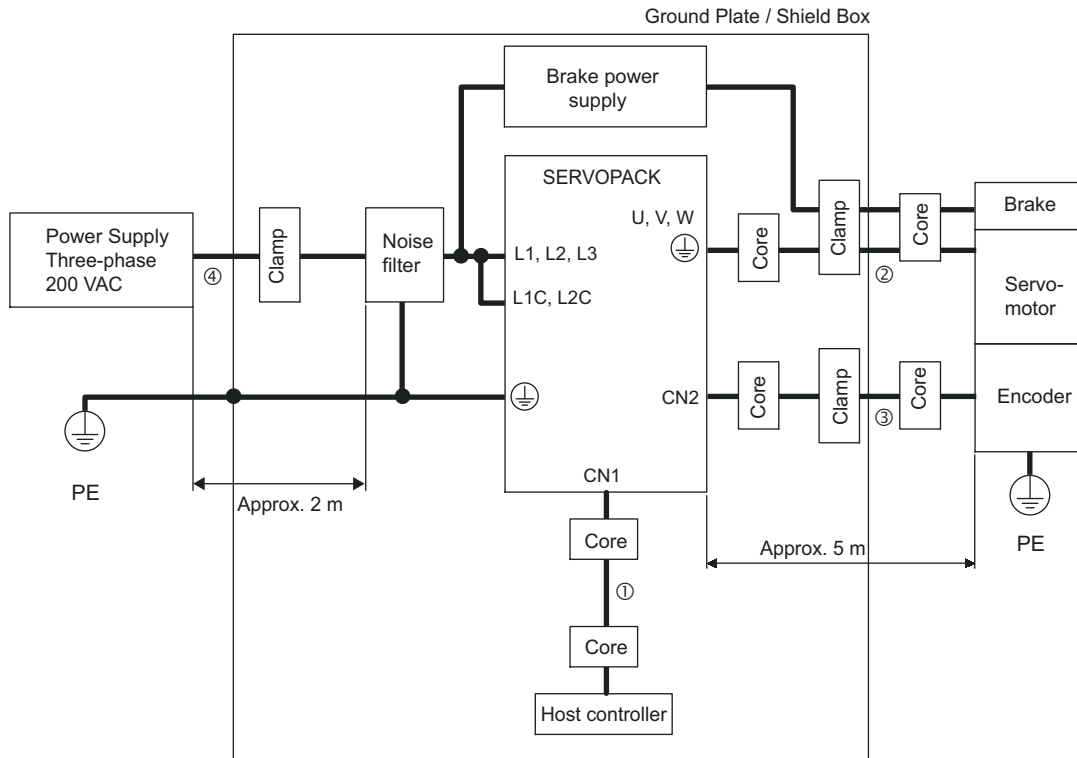 Ground Plate / Shield Box
Brake power
supply
SERVOPACK
U, V, W
Core
Clamp
Core
Brake
Power Supply
Three-phase
200 VAC
④
Clamp
Noise
filter
L1, L2, L3
L1C, L2C
②
Servo-
motor
CN2
Core
Clamp
③
Core
Encoder
PE
Approx. 2 m
CN1
Core
Approx. 5 m
PE
①
Core
Host controller